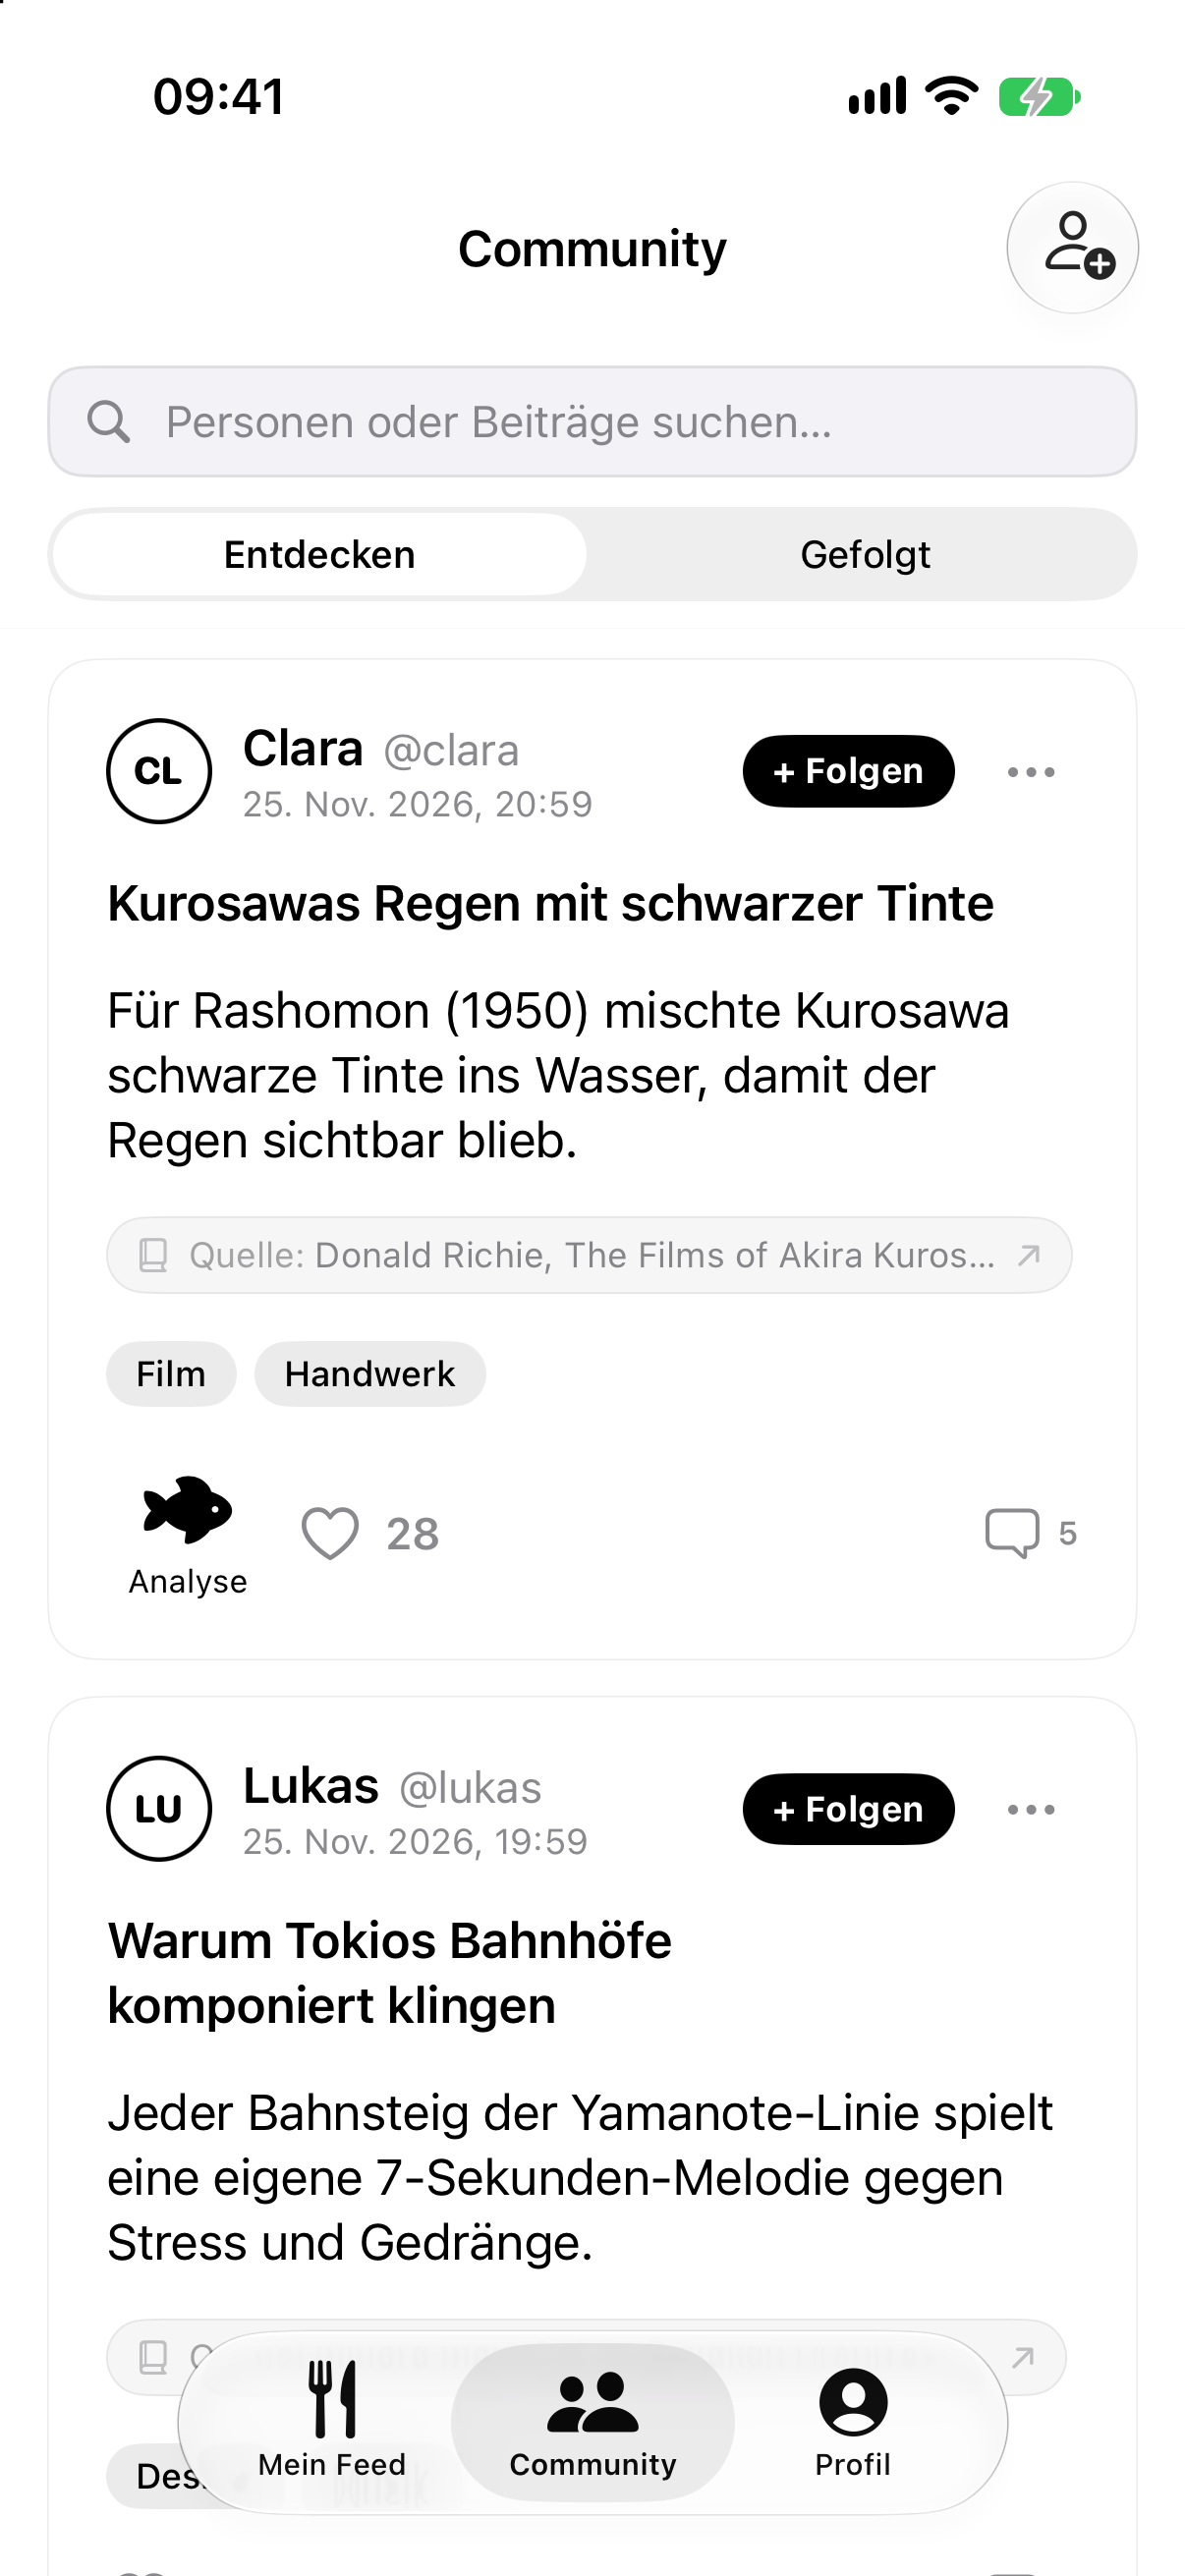 09:41
Community
Personen oder Beiträge suchen...
Entdecken
Gefolgt
CL
Clara @clara
25. Nov. 2026, 20:59
+ Folgen
Kurosawas Regen mit schwarzer Tinte
Für Rashomon (1950) mischte Kurosawa
schwarze Tinte ins Wasser, damit der
Regen sichtbar blieb.
Quelle: Donald Richie, The Films of Akira Kuros...
Film
Handwerk
Analyse
28
5
LU
Lukas @lukas
25. Nov. 2026, 19:59
+ Folgen
Warum Tokios Bahnhöfe
komponiert klingen
Jeder Bahnsteig der Yamanote-Linie spielt
eine eigene 7-Sekunden-Melodie gegen
Stress und Gedränge.
Mein Feed
Community
Profil